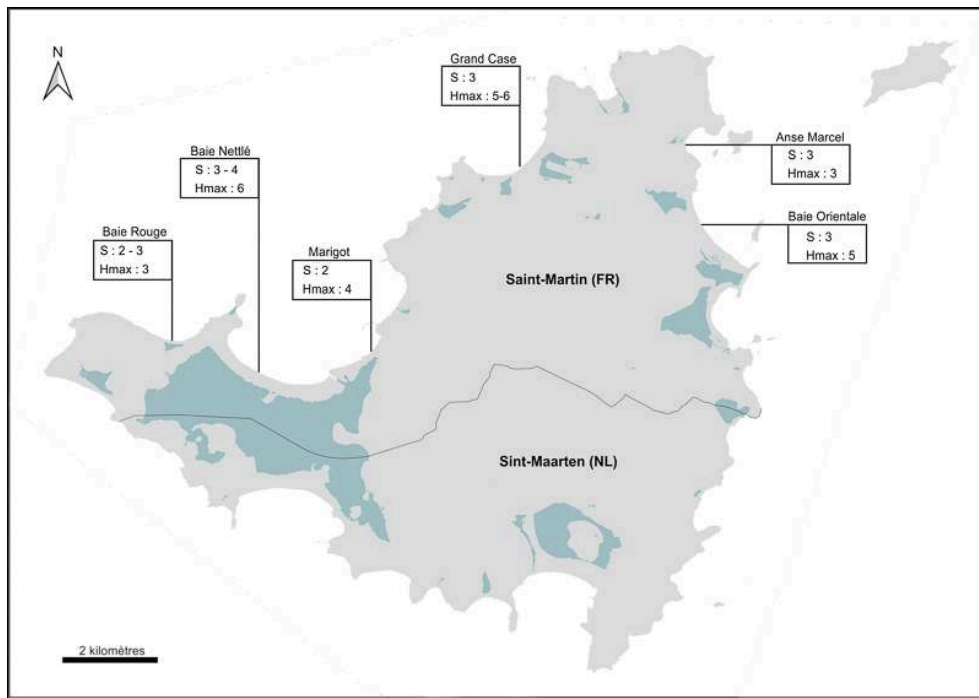 N
Grand Case
S : 3
Hmax : 5-6
Anse Marcel
S : 3
Hmax : 3
Baie Nettlé
S : 3 - 4
Hmax : 6
Baie Orientale
S : 3
Hmax : 5
Baie Rouge
S : 2 - 3
Hmax : 3
Marigot
S : 2
Hmax : 4
Saint-Martin (FR)
Sint-Maarten (NL)
2 kilomètres